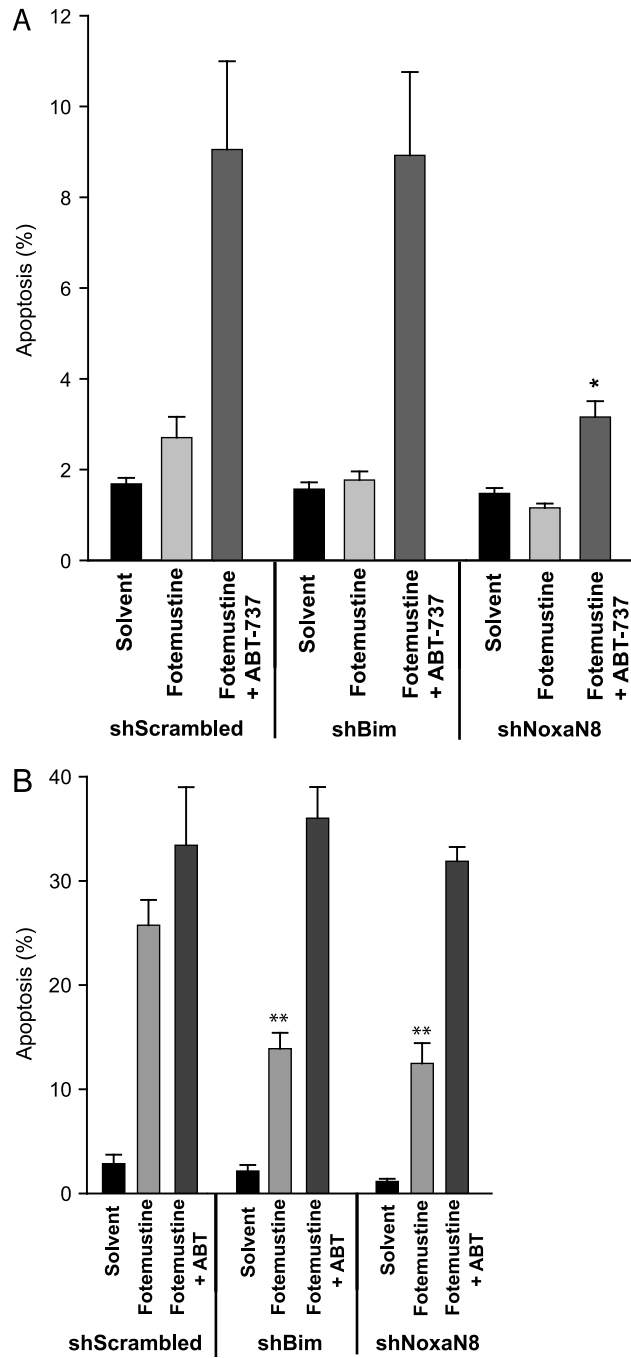 A
12
10
8
6
4
2
0
Apoptosis (%)
Solvent
Fotemustine
Fotemustine
+ ABT-737
Solvent
Fotemustine
Fotemustine
+ ABT-737
Solvent
Fotemustine
Fotemustine
+ ABT-737
*
shScrambled
shBim
shNoxaN8
B
40
30
20
10
0
Apoptosis (%)
**
**
Solvent
Fotemustine
Fotemustine
+ ABT
Solvent
Fotemustine
Fotemustine
+ ABT
Solvent
Fotemustine
Fotemustine
+ ABT
shScrambled
shBim
shNoxaN8